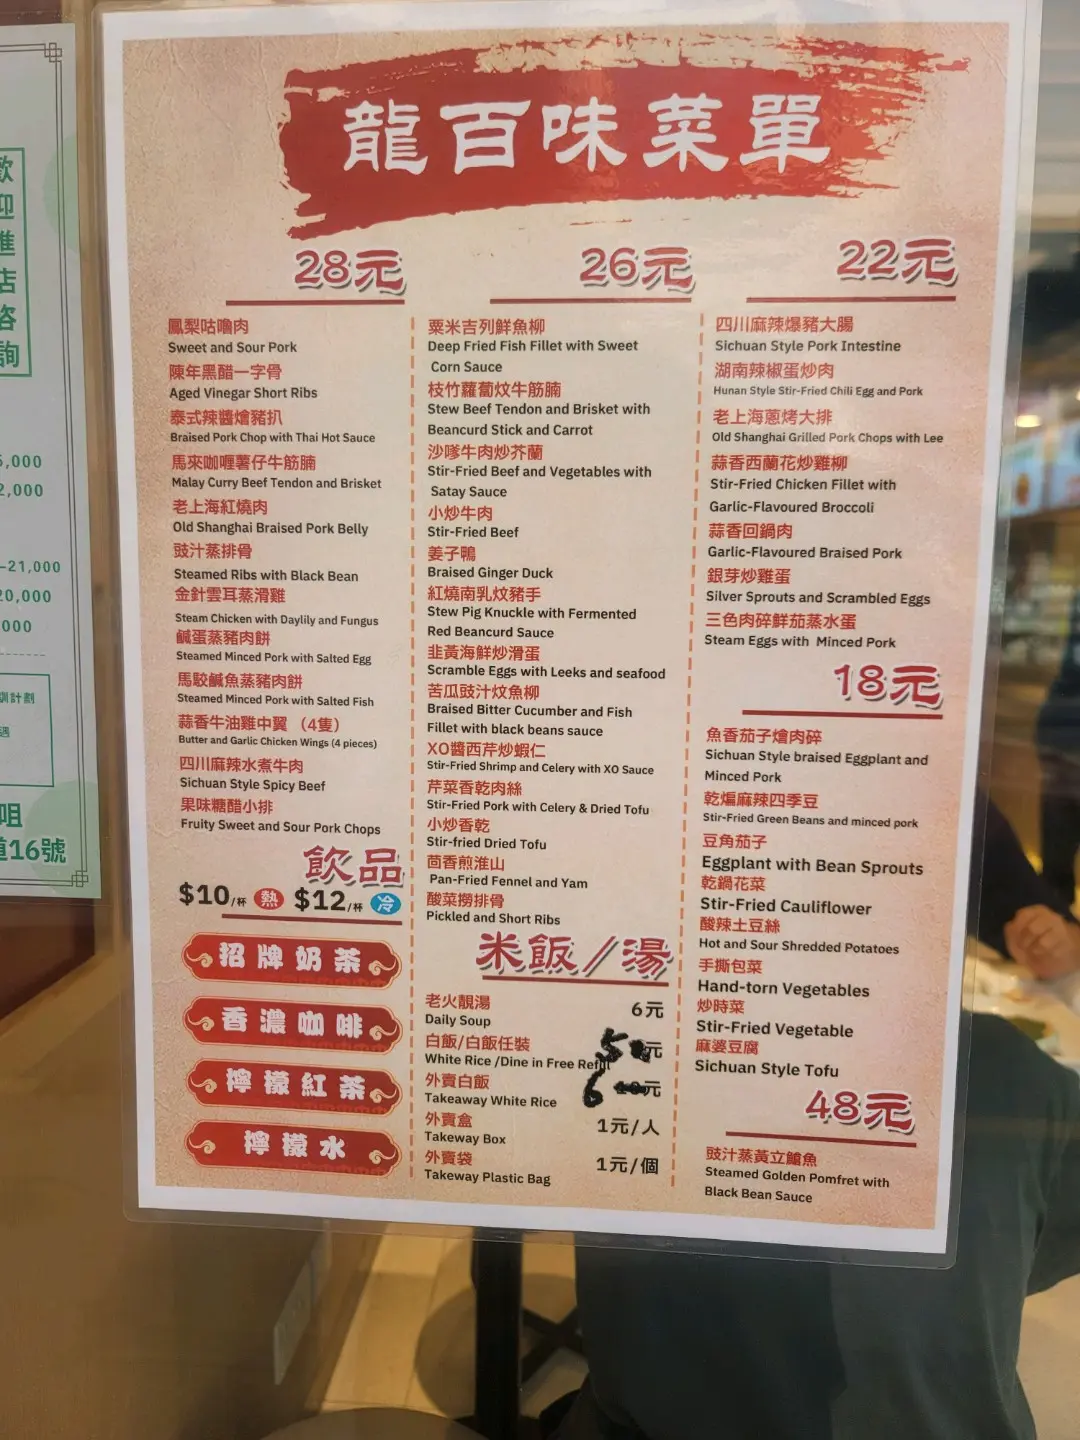 歡迎進店咨詢
5,000
2,000
-21,000
20,000
000
訓計劃
遇
咀
道16號
龍百味菜單
28元
鳳梨咕嚕肉
Sweet and Sour Pork
陳年黑醋一字骨
Aged Vinegar Short Ribs
泰式辣醬燴豬扒
Braised Pork Chop with Thai Hot Sauce
馬來咖喱薯仔牛筋腩
Malay Curry Beef Tendon and Brisket
老上海紅燒肉
Old Shanghai Braised Pork Belly
豉汁蒸排骨
Steamed Ribs with Black Bean
金針雲耳蒸滑雞
Steam Chicken with Daylily and Fungus
鹹蛋蒸豬肉餅
Steamed Minced Pork with Salted Egg
馬鮫鹹魚蒸豬肉餅
Steamed Minced Pork with Salted Fish
蒜香牛油雞中翼 （4隻）
Butter and Garlic Chicken Wings (4 pieces)
四川麻辣水煮牛肉
Sichuan Style Spicy Beef
果味糖醋小排
Fruity Sweet and Sour Pork Chops
飲品
$10/杯 熱 $12/杯 冷
招牌奶茶
香濃咖啡
檸檬紅茶
檸檬水
26元
粟米吉列鮮魚柳
Deep Fried Fish Fillet with Sweet
Corn Sauce
枝竹蘿蔔炆牛筋腩
Stew Beef Tendon and Brisket with
Beancurd Stick and Carrot
沙嗲牛肉炒芥蘭
Stir-Fried Beef and Vegetables with
Satay Sauce
小炒牛肉
Stir-Fried Beef
姜子鴨
Braised Ginger Duck
紅燒南乳炆豬手
Stew Pig Knuckle with Fermented
Red Beancurd Sauce
韭黃海鮮炒滑蛋
Scramble Eggs with Leeks and seafood
苦瓜豉汁炆魚柳
Braised Bitter Cucumber and Fish
Fillet with black beans sauce
XO醬西芹炒蝦仁
Stir-Fried Shrimp and Celery with XO Sauce
芹菜香乾肉絲
Stir-Fried Pork with Celery & Dried Tofu
小炒香乾
Stir-fried Dried Tofu
茴香煎淮山
Pan-Fried Fennel and Yam
酸菜撈排骨
Pickled and Short Ribs
米飯/湯
老火靚湯 6元
Daily Soup
白飯/白飯任裝 5元
White Rice /Dine in Free Refill
外賣白飯 6 元
Takeaway White Rice
外賣盒 1元/人
Takeway Box
外賣袋 1元/個
Takeway Plastic Bag
22元
四川麻辣爆豬大腸
Sichuan Style Pork Intestine
湖南辣椒蛋炒肉
Hunan Style Stir-Fried Chili Egg and Pork
老上海蔥烤大排
Old Shanghai Grilled Pork Chops with Lee
蒜香西蘭花炒雞柳
Stir-Fried Chicken Fillet with
Garlic-Flavoured Broccoli
蒜香回鍋肉
Garlic-Flavoured Braised Pork
銀芽炒雞蛋
Silver Sprouts and Scrambled Eggs
三色肉碎鮮茄蒸水蛋
Steam Eggs with Minced Pork
18元
魚香茄子燴肉碎
Sichuan Style braised Eggplant and
Minced Pork
乾煸麻辣四季豆
Stir-Fried Green Beans and minced pork
豆角茄子
Eggplant with Bean Sprouts
乾鍋花菜
Stir-Fried Cauliflower
酸辣土豆絲
Hot and Sour Shredded Potatoes
手撕包菜
Hand-torn Vegetables
炒時菜
Stir-Fried Vegetable
麻婆豆腐
Sichuan Style Tofu
48元
豉汁蒸黃立鱠魚
Steamed Golden Pomfret with
Black Bean Sauce